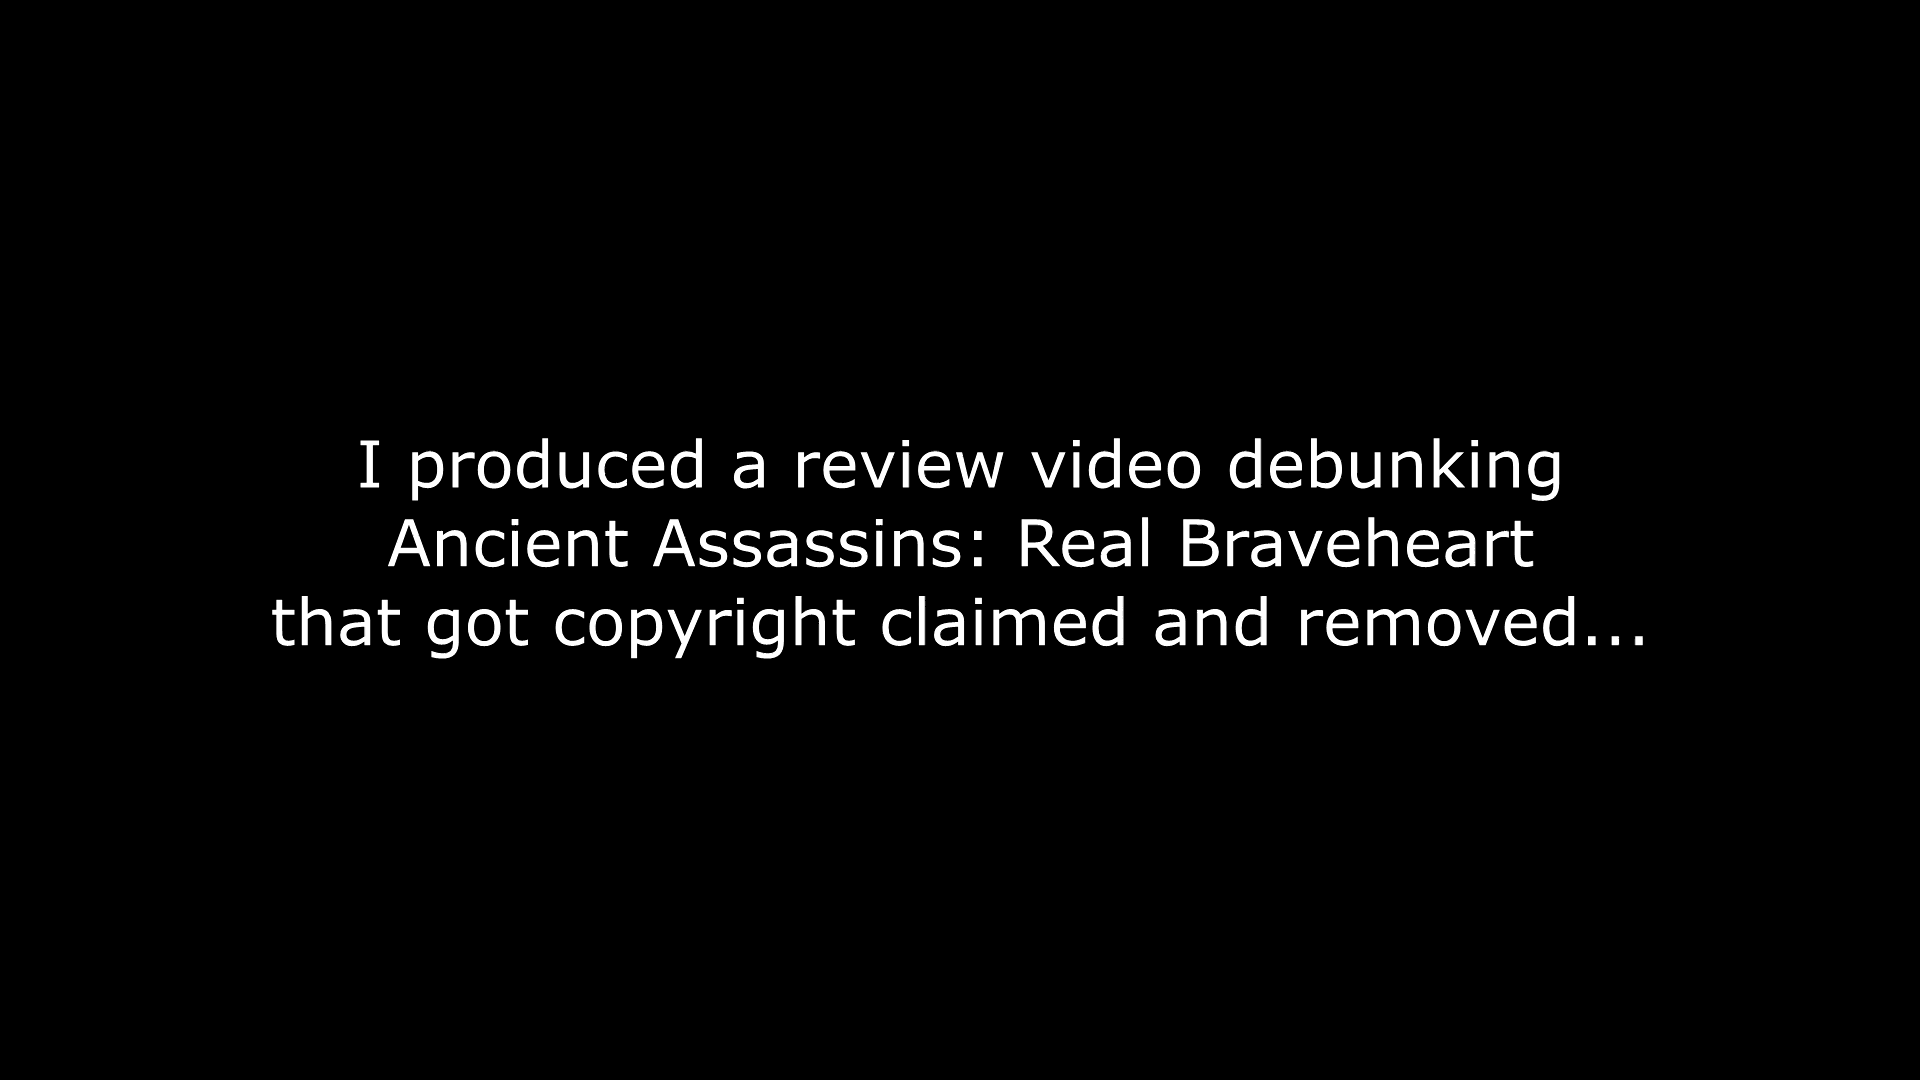 I produced a review video debunking
Ancient Assassins: Real Braveheart
that got copyright claimed and removed...